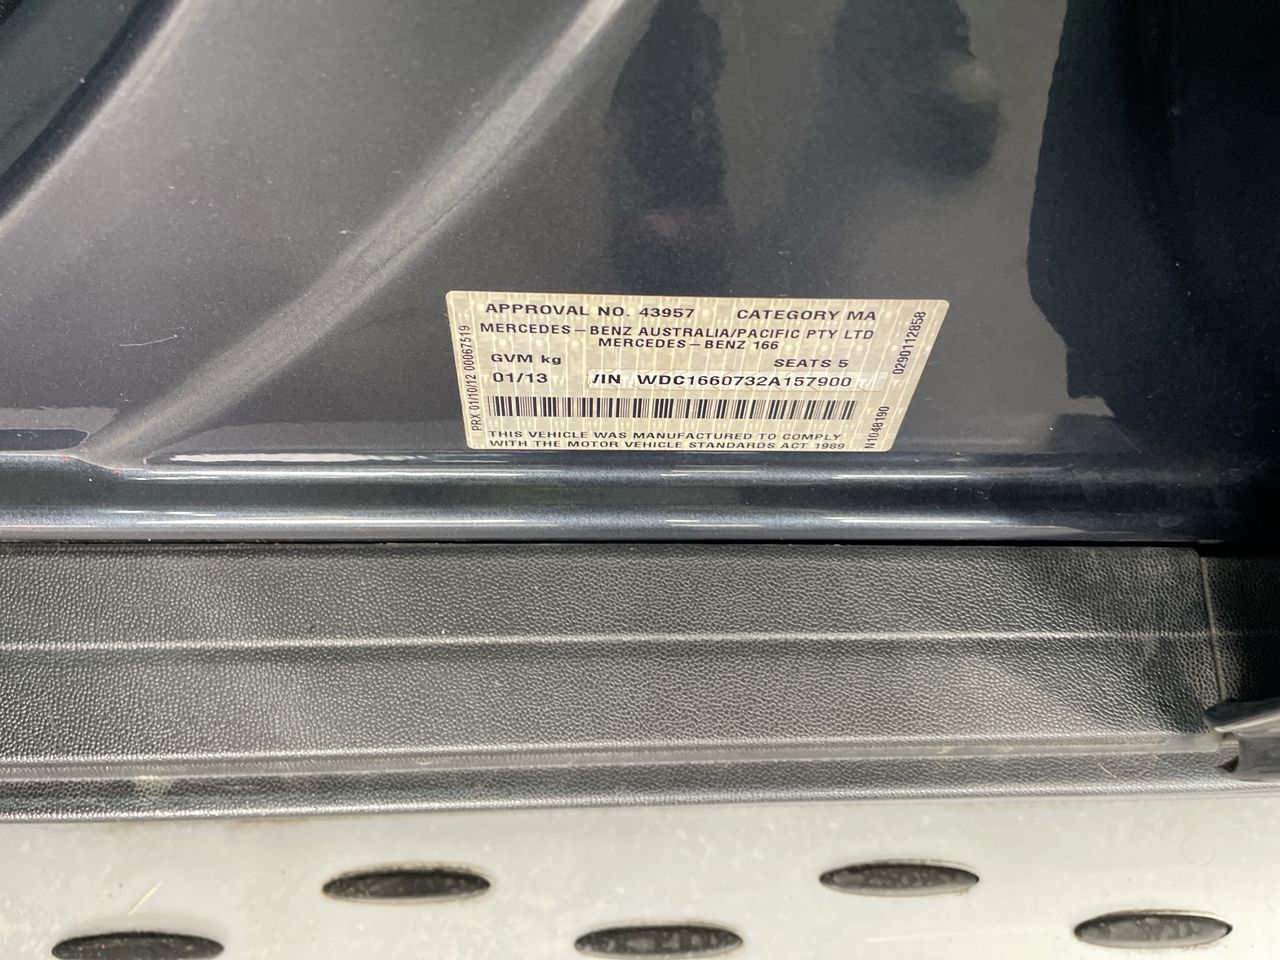 APPROVAL NO. 43957 CATEGORY MA
MERCEDES-BENZ AUSTRALIA/PACIFIC PTY LTD
MERCEDES-BENZ 166
GVM kg SEATS 5
01/13 VIN WDC1660732A157900
THIS VEHICLE WAS MANUFACTURED TO COMPLY
WITH THE MOTOR VEHICLE STANDARDS ACT 1989
PRX 01/10/12 00067519
0290112858
N1048190